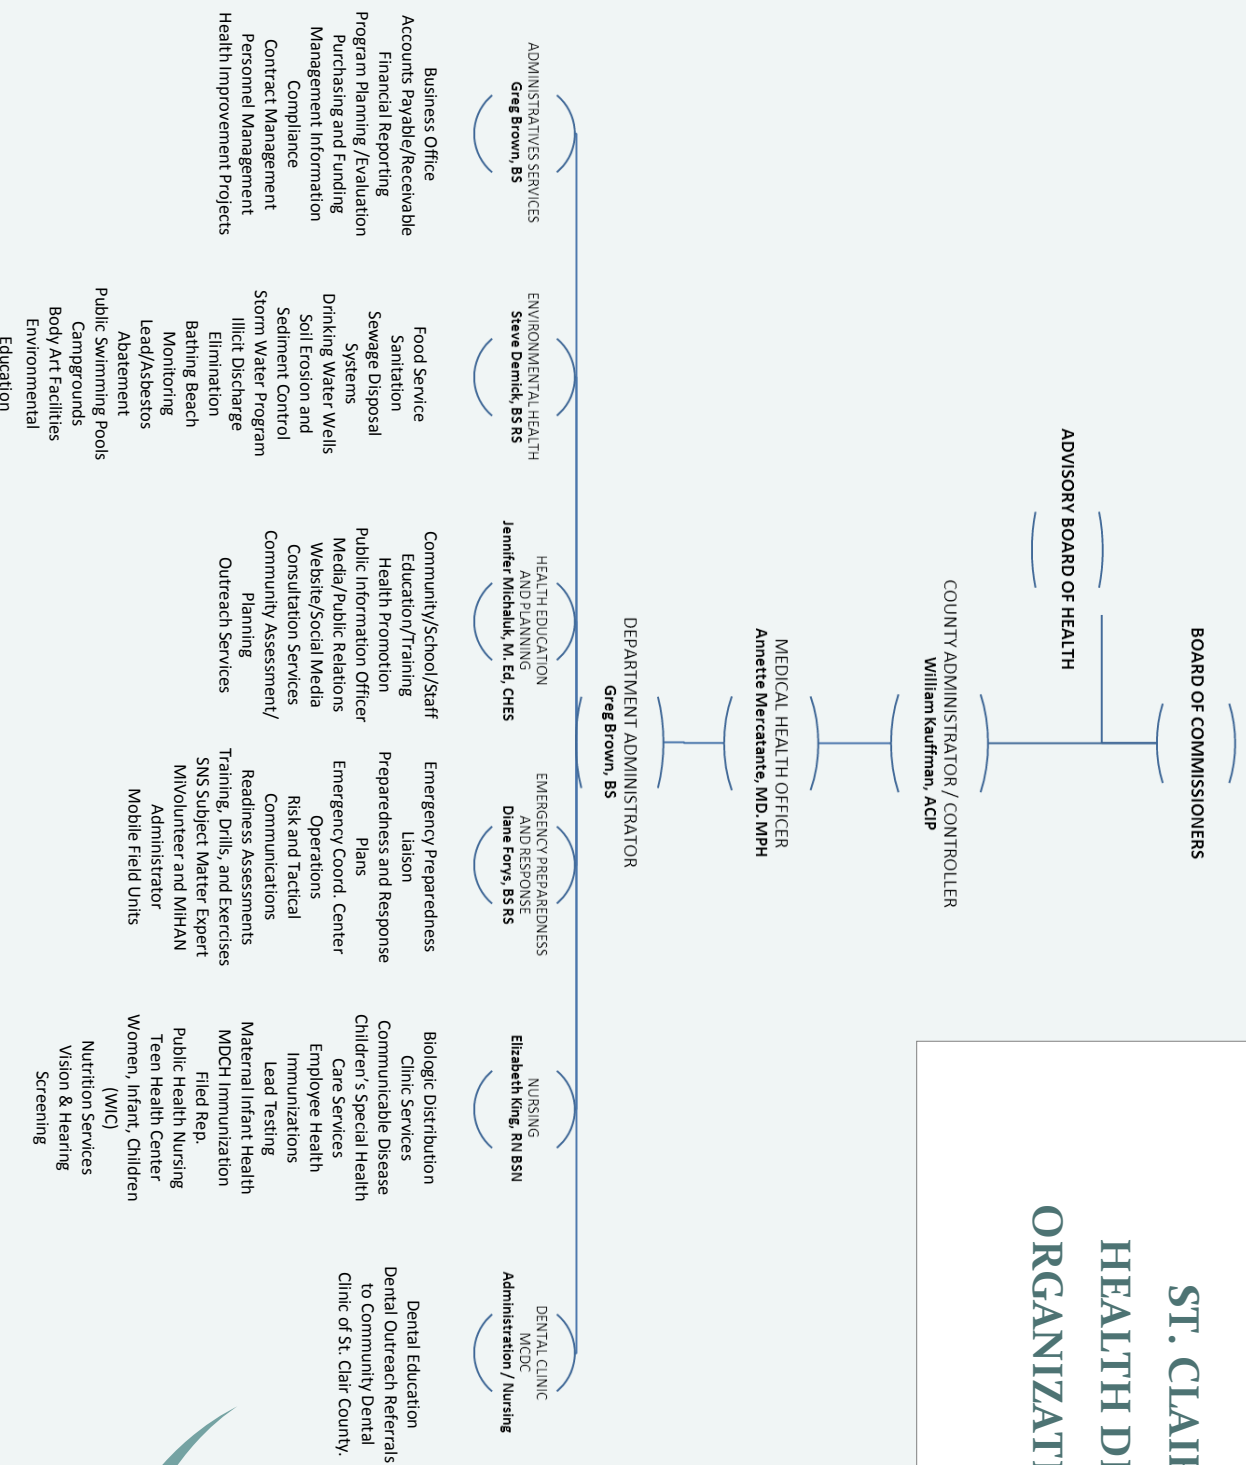 BOARD OF COMMISSIONERS
ADVISORY BOARD OF HEALTH
COUNTY ADMINISTRATOR / CONTROLLER
William Kauffman, ACIP
MEDICAL HEALTH OFFICER
Annette Mercatante, MD. MPH
DEPARTMENT ADMINISTRATOR
Greg Brown, BS
ADMINISTRATIVES SERVICES
Greg Brown, BS
Business Office
Accounts Payable/Receivable
Financial Reporting
Program Planning /Evaluation
Purchasing and Funding
Management Information
Compliance
Contract Management
Personnel Management
Health Improvement Projects
ENVIRONMENTAL HEALTH
Steve Demick, BS RS
Food Service
Sanitation
Sewage Disposal
Systems
Drinking Water Wells
Soil Erosion and
Sediment Control
Storm Water Program
Illicit Discharge
Elimination
Bathing Beach
Monitoring
Lead/Asbestos
Abatement
Public Swimming Pools
Campgrounds
Body Art Facilities
Environmental
Education
HEALTH EDUCATION
AND PLANNING
Jennifer Michaluk, M. Ed, CHES
Community/School/Staff
Education/Training
Health Promotion
Public Information Officer
Media/Public Relations
Website/Social Media
Consultation Services
Community Assessment/
Planning
Outreach Services
EMERGENCY PREPAREDNESS
AND RESPONSE
Diane Forys, BS RS
Emergency Preparedness
Liaison
Preparedness and Response
Plans
Emergency Coord. Center
Operations
Risk and Tactical
Communications
Readiness Assessments
Training, Drills, and Exercises
SNS Subject Matter Expert
MiVolunteer and MiHAN
Administrator
Mobile Field Units
NURSING
Elizabeth King, RN BSN
Biologic Distribution
Clinic Services
Communicable Disease
Children's Special Health
Care Services
Employee Health
Immunizations
Lead Testing
Maternal Infant Health
MDCH Immunization
Filed Rep.
Public Health Nursing
Teen Health Center
Women, Infant, Children
(WIC)
Nutrition Services
Vision & Hearing
Screening
DENTAL CLINIC
MCDC
Administration / Nursing
Dental Education
Dental Outreach Referrals
to Community Dental
Clinic of St. Clair County.
ST. CLAI
HEALTH D
ORGANIZAT